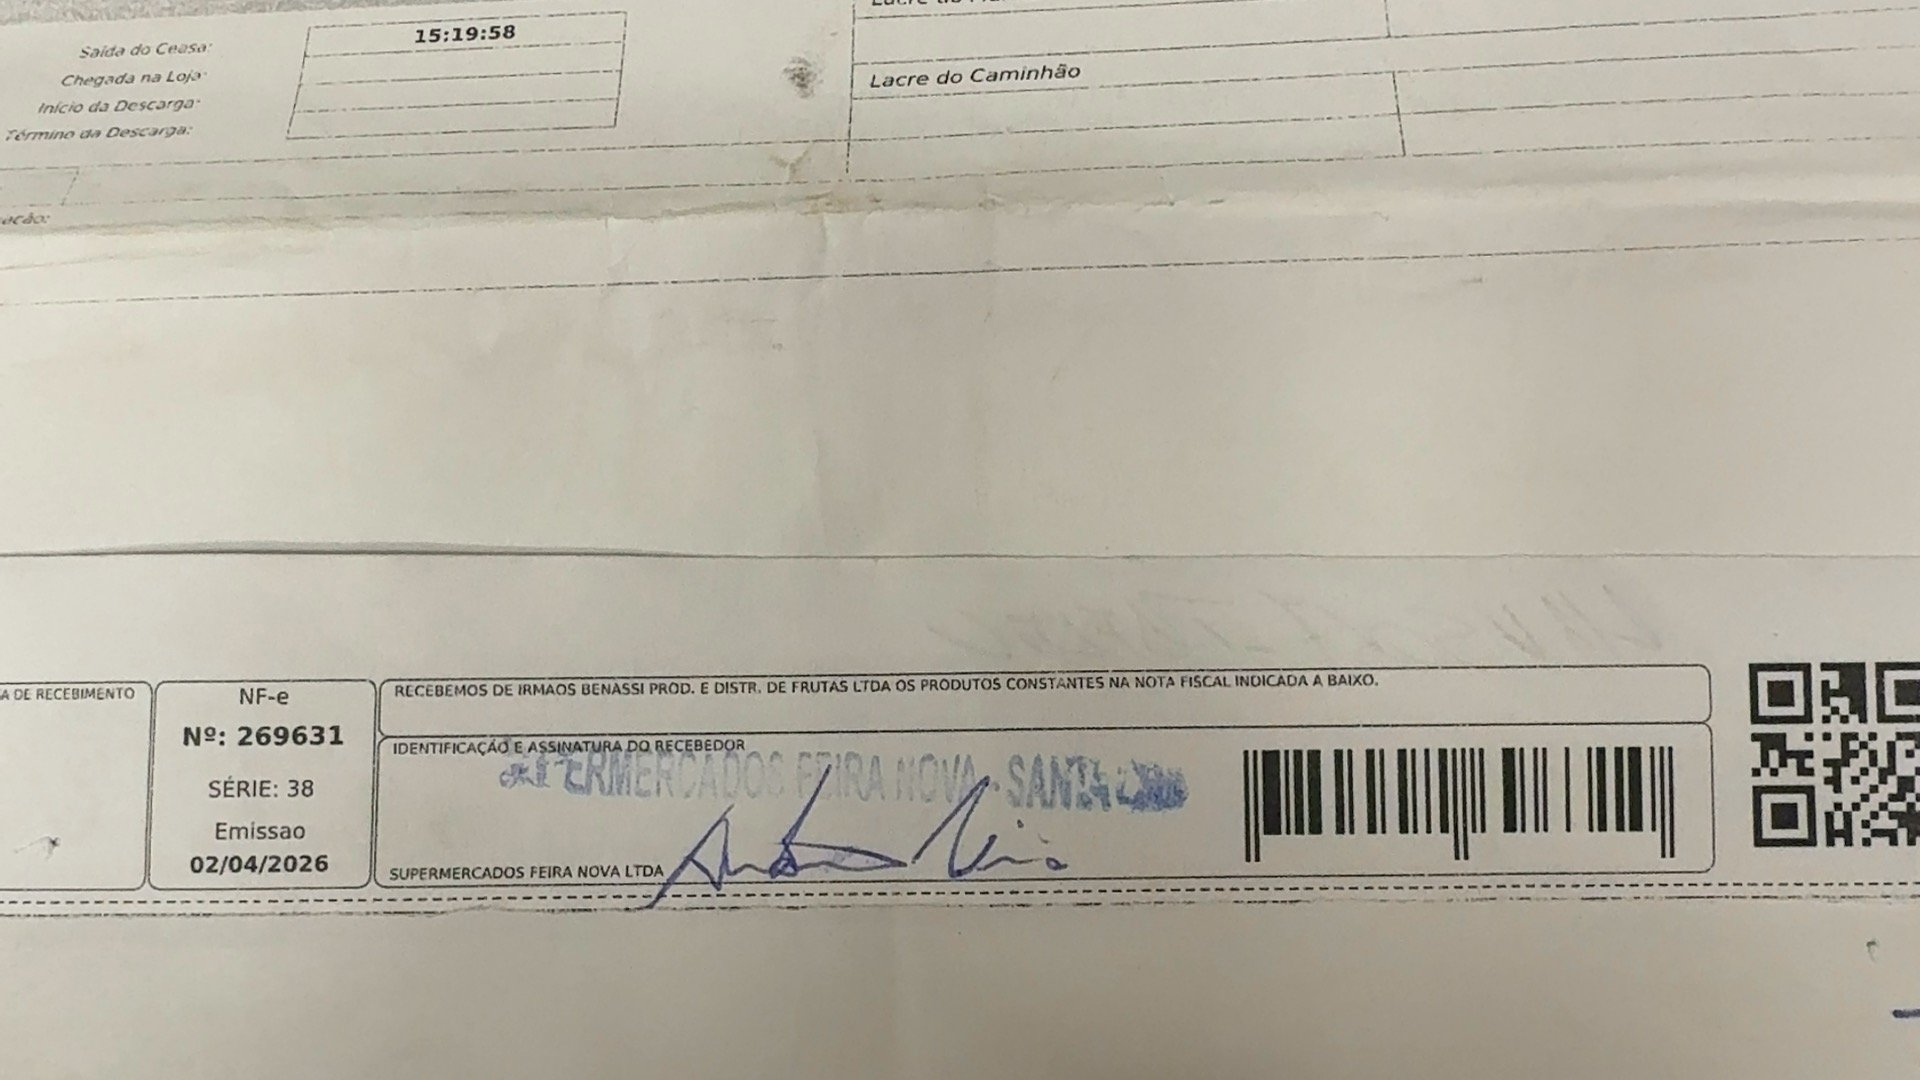 Saída do Ceasa:
15:19:58
Chegada na Loja:
Início da Descarga:
Término da Descarga:
Lacre do Caminhão
RECEBEMOS DE IRMAOS BENASSI PROD. E DISTR. DE FRUTAS LTDA OS PRODUTOS CONSTANTES NA NOTA FISCAL INDICADA A BAIXO.
DE RECEBIMENTO
NF-e
Nº: 269631
SÉRIE: 38
Emissao
02/04/2026
IDENTIFICAÇÃO E ASSINATURA DO RECEBEDOR
SUPERMERCADOS FEIRA NOVA - SANTA
SUPERMERCADOS FEIRA NOVA LTDA